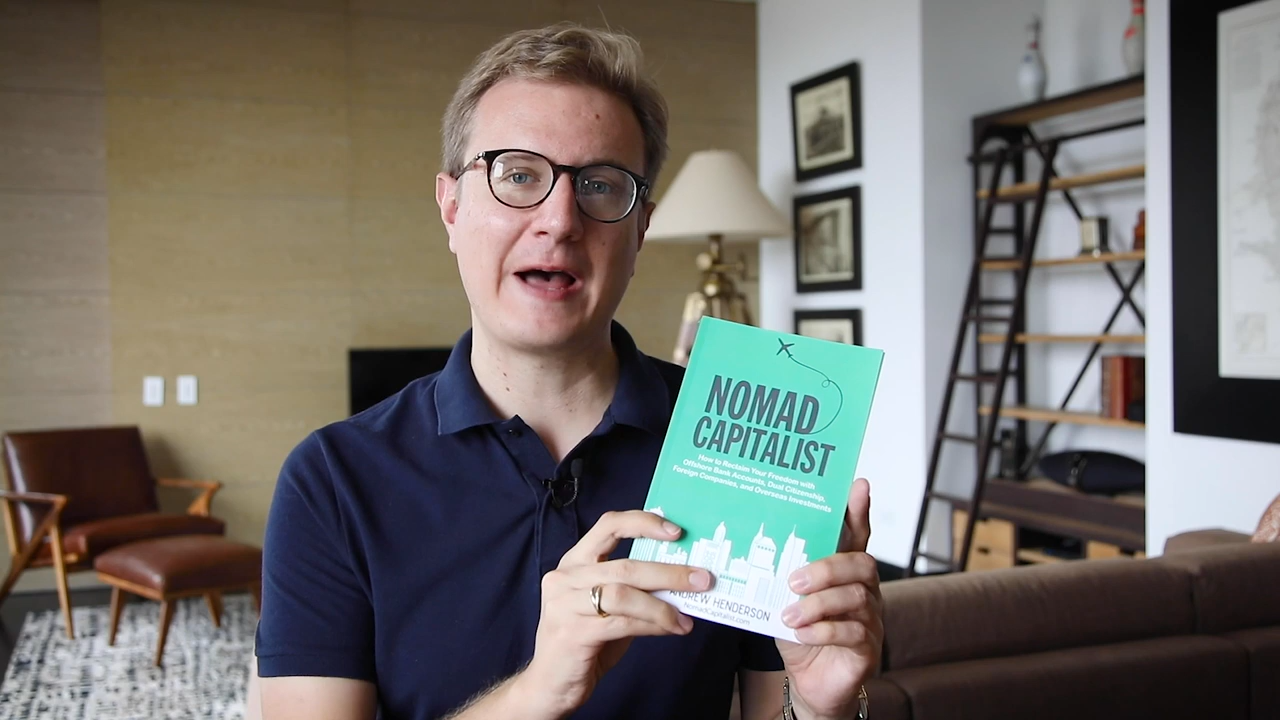 NOMAD
CAPITALIST
How to Reclaim Your Freedom with
Offshore Bank Accounts, Dual Citizenship,
Foreign Companies, and Overseas Investments
ANDREW HENDERSON
NomadCapitalist.com